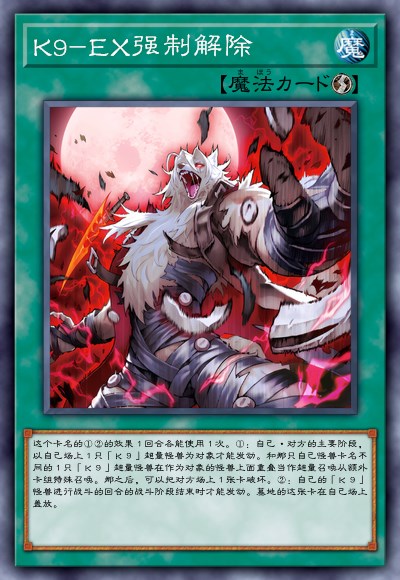 K9-EX强制解除
魔
【魔法カード】
まほう
这个卡名的①②的效果1回合各能使用1次。①：自己·对方的主要阶段，
以自己场上1只「K9」超量怪兽为对象才能发动。和那只自己怪兽卡名不
同的1只「K9」超量怪兽在作为对象的怪兽上面重叠当作超量召唤从额外
卡组特殊召唤。那之后，可以把对方场上1张卡破坏。②：自己的「K9」
怪兽进行战斗的回合的战斗阶段结束时才能发动。墓地的这张卡在自己场上
盖放。